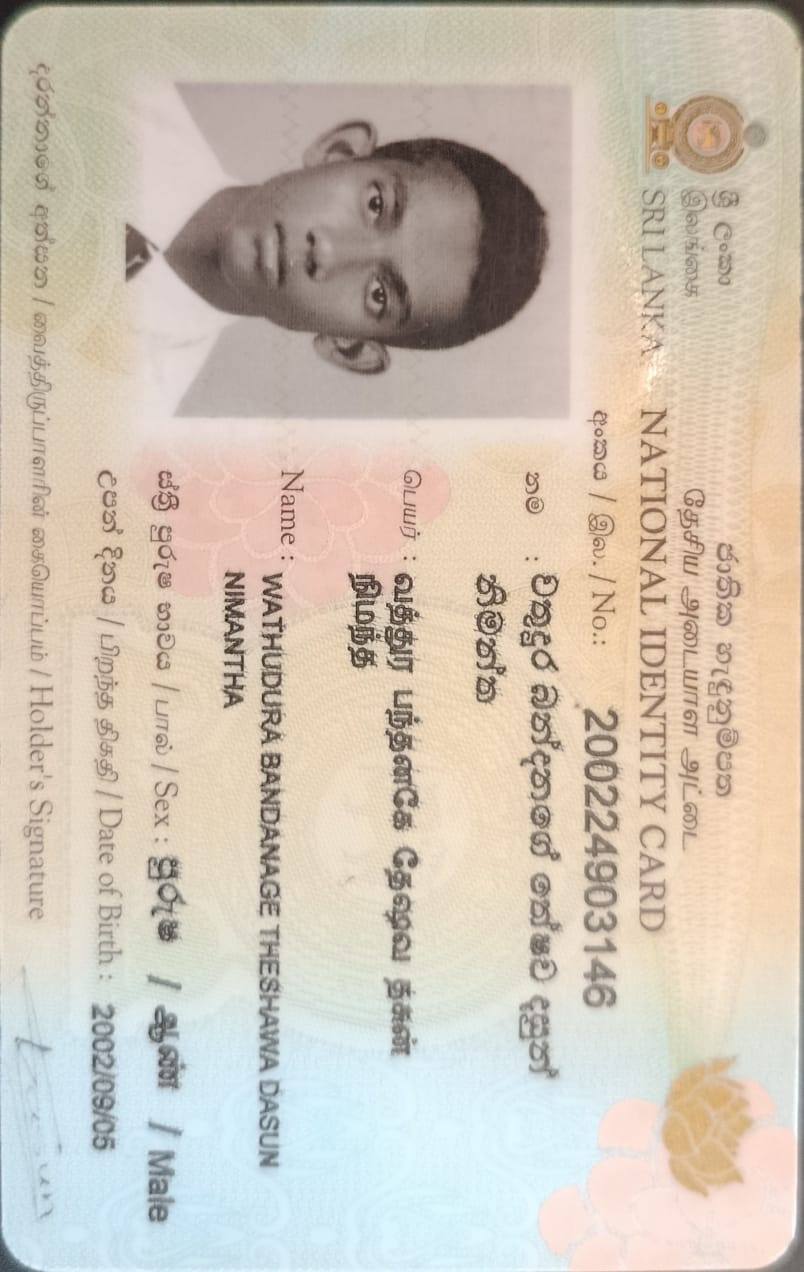 ශ්‍රී ලංකා
இலங்கை
SRI LANKA
ජාතික හැඳුනුම්පත
தேசிய அடையாள அட்டை
NATIONAL IDENTITY CARD
අංකය / இல. / No.: 200224903146
නම : වතුදුර බන්දනගේ තේෂව දසුන්
නිමන්ත
பெயர் : வத்துர பந்தனகே தேஷவ தசுன்
நிமந்த
Name : WATHUDURA BANDANAGE THESHAWA DASUN
NIMANTHA
ස්ත්‍රී පුරුෂ භාවය / பால் / Sex : පුරුෂ / ஆண் / Male
උපන් දිනය / பிறந்த திகதி / Date of Birth : 2002/09/05
දරන්නාගේ අත්සන / வைத்திருப்பாளரின் கையொப்பம் / Holder's Signature